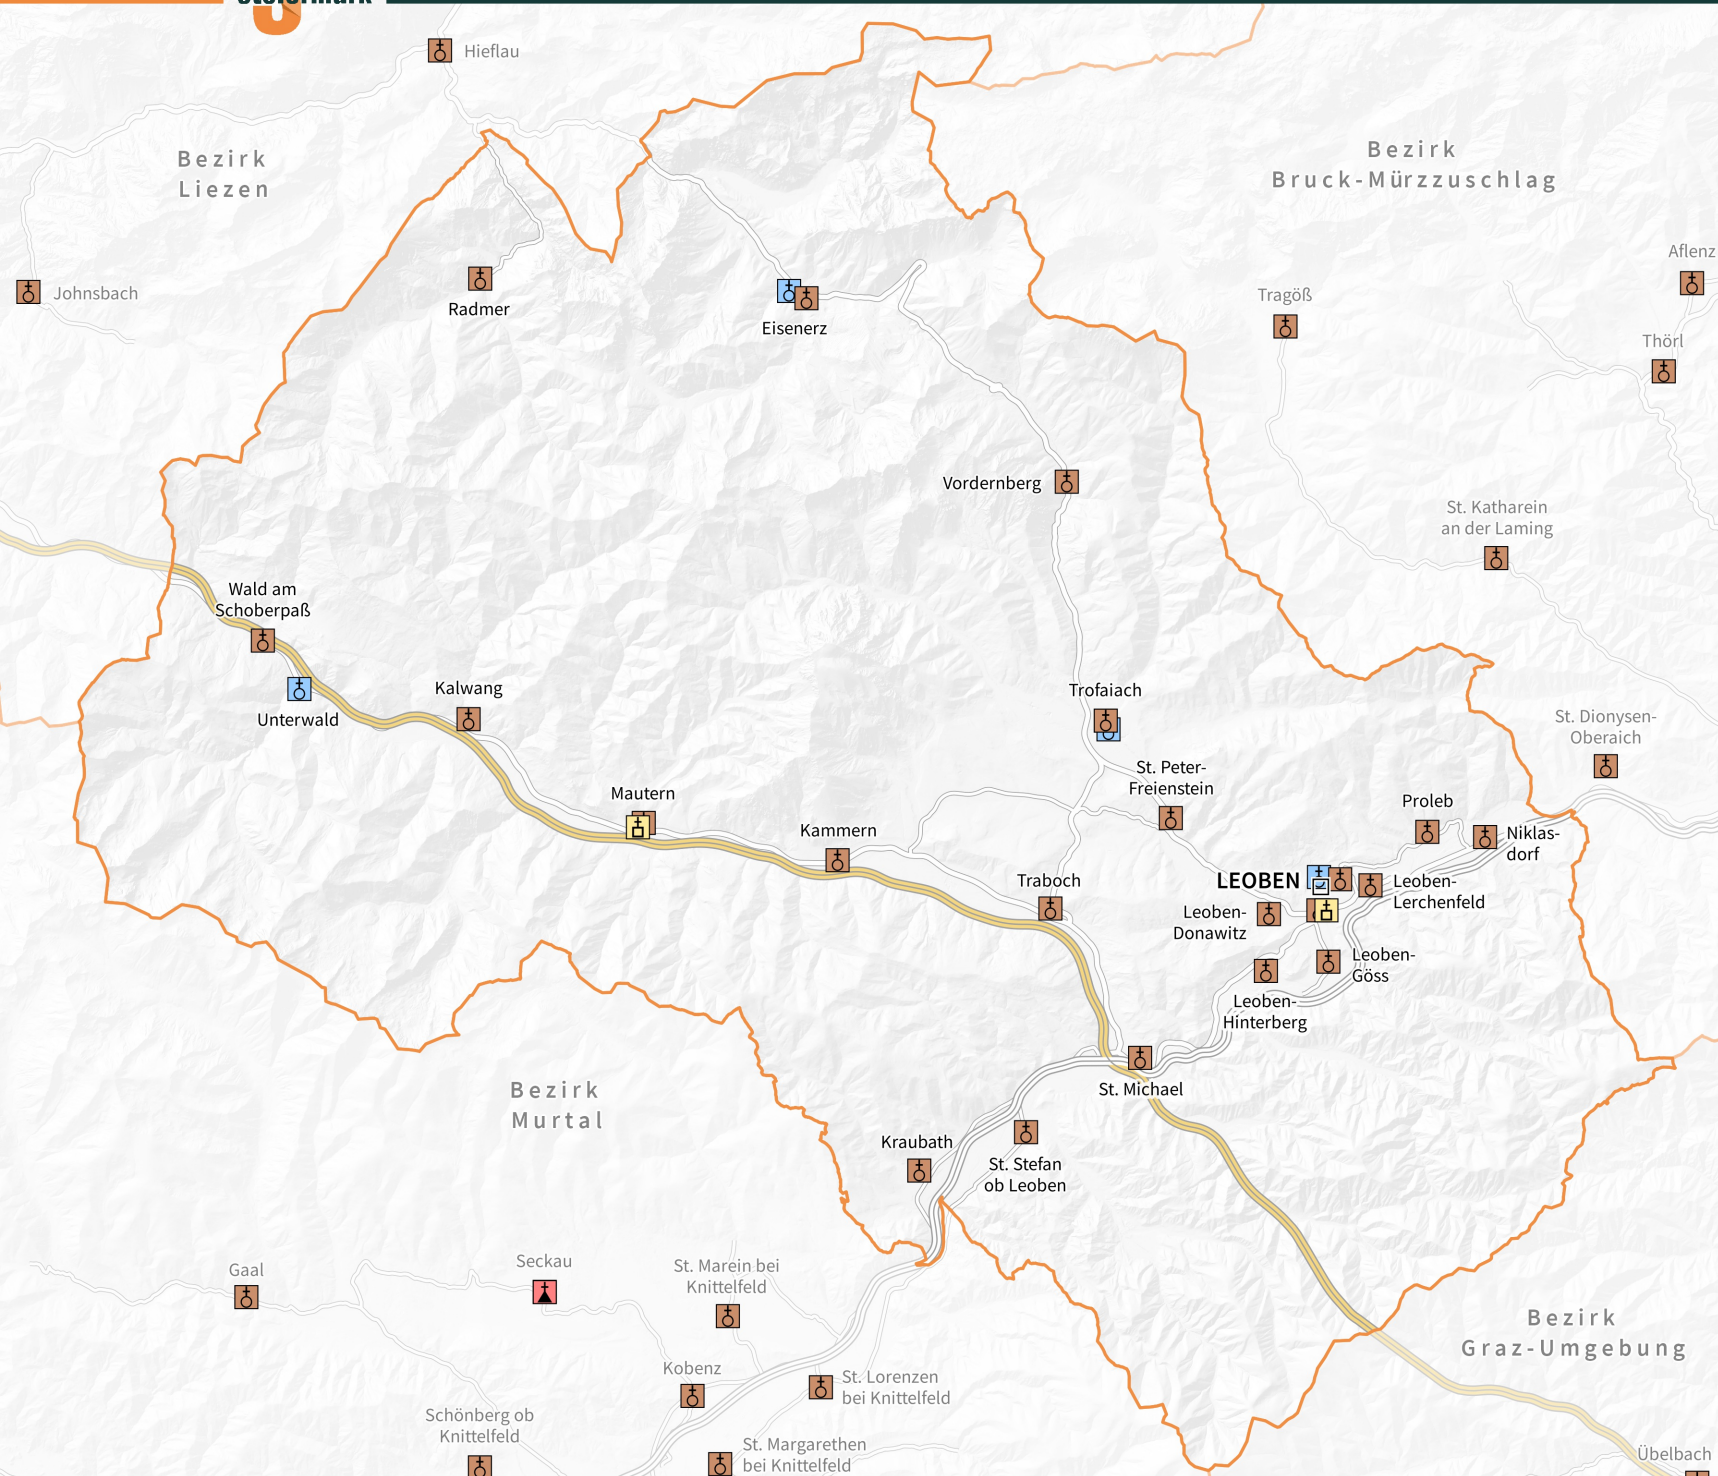 Hieflau
Bezirk
Liezen
Bezirk
Bruck-Mürzzuschlag
Aflenz
Johnsbach
Radmer
Eisenerz
Tragöß
Thörl
Vordernberg
St. Katharein
an der Laming
Wald am
Schoberpaß
Unterwald
Kalwang
Trofaiach
St. Dionysen-
Oberaich
St. Peter-
Freienstein
Mautern
Kammern
Proleb
Niklas-
dorf
Traboch
LEOBEN
Leoben-
Lerchenfeld
Leoben-
Donawitz
Leoben-
Göss
Leoben-
Hinterberg
St. Michael
Bezirk
Murtal
Kraubath
St. Stefan
ob Leoben
Gaal
Seckau
St. Marein bei
Knittelfeld
Bezirk
Graz-Umgebung
Kobenz
St. Lorenzen
bei Knittelfeld
Schönberg ob
Knittelfeld
St. Margarethen
bei Knittelfeld
Übelbach